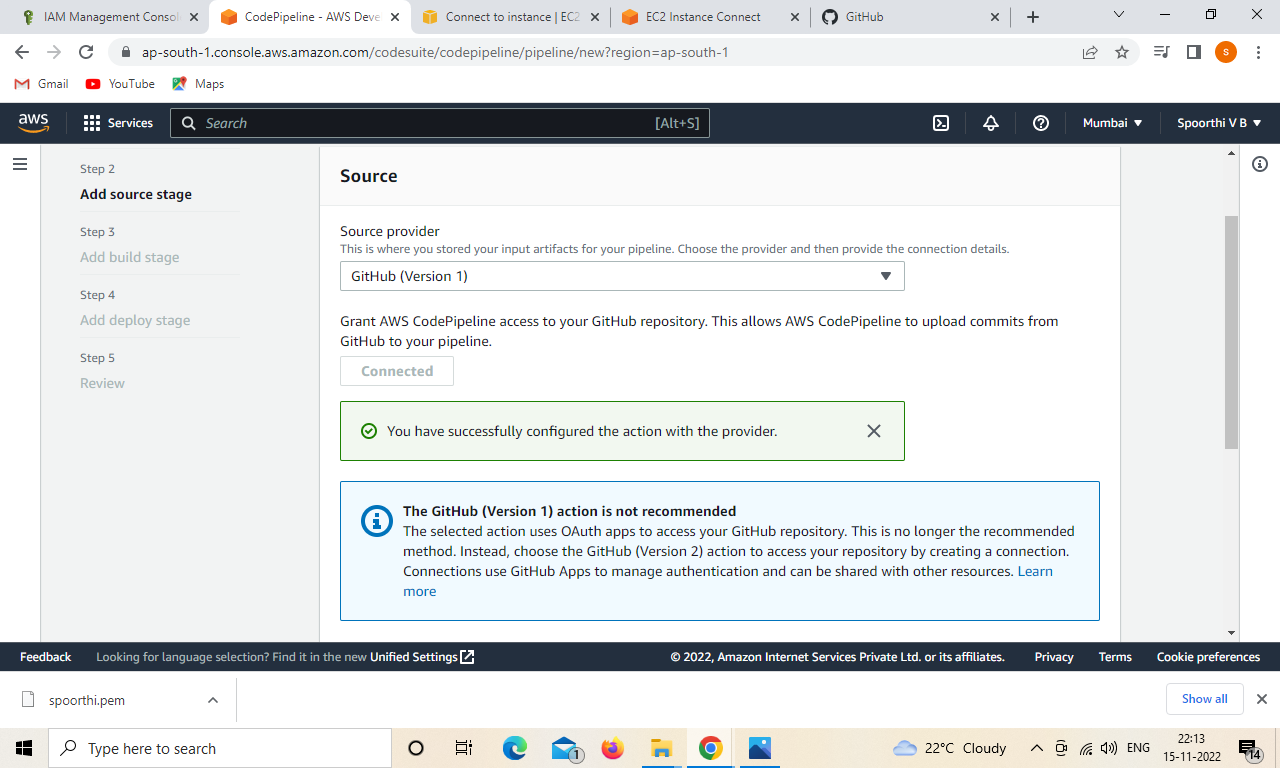 IAM Management Consol
CodePipeline - AWS Deve
Connect to instance | EC2
EC2 Instance Connect
GitHub
ap-south-1.console.aws.amazon.com/codesuite/codepipeline/pipeline/new?region=ap-south-1
S
Gmail
YouTube
Maps
aws
Services
Search
[Alt+S]
Mumbai
Spoorthi V B
Step 2
Add source stage
Step 3
Add build stage
Step 4
Add deploy stage
Step 5
Review
Source
Source provider
This is where you stored your input artifacts for your pipeline. Choose the provider and then provide the connection details.
GitHub (Version 1)
Grant AWS CodePipeline access to your GitHub repository. This allows AWS CodePipeline to upload commits from
GitHub to your pipeline.
Connected
You have successfully configured the action with the provider.
The GitHub (Version 1) action is not recommended
The selected action uses OAuth apps to access your GitHub repository. This is no longer the recommended
method. Instead, choose the GitHub (Version 2) action to access your repository by creating a connection.
Connections use GitHub Apps to manage authentication and can be shared with other resources. Learn
more
Feedback
Looking for language selection? Find it in the new Unified Settings
© 2022, Amazon Internet Services Private Ltd. or its affiliates.
Privacy
Terms
Cookie preferences
spoorthi.pem
Show all
Type here to search
1
22°C Cloudy
ENG
22:13
15-11-2022
14